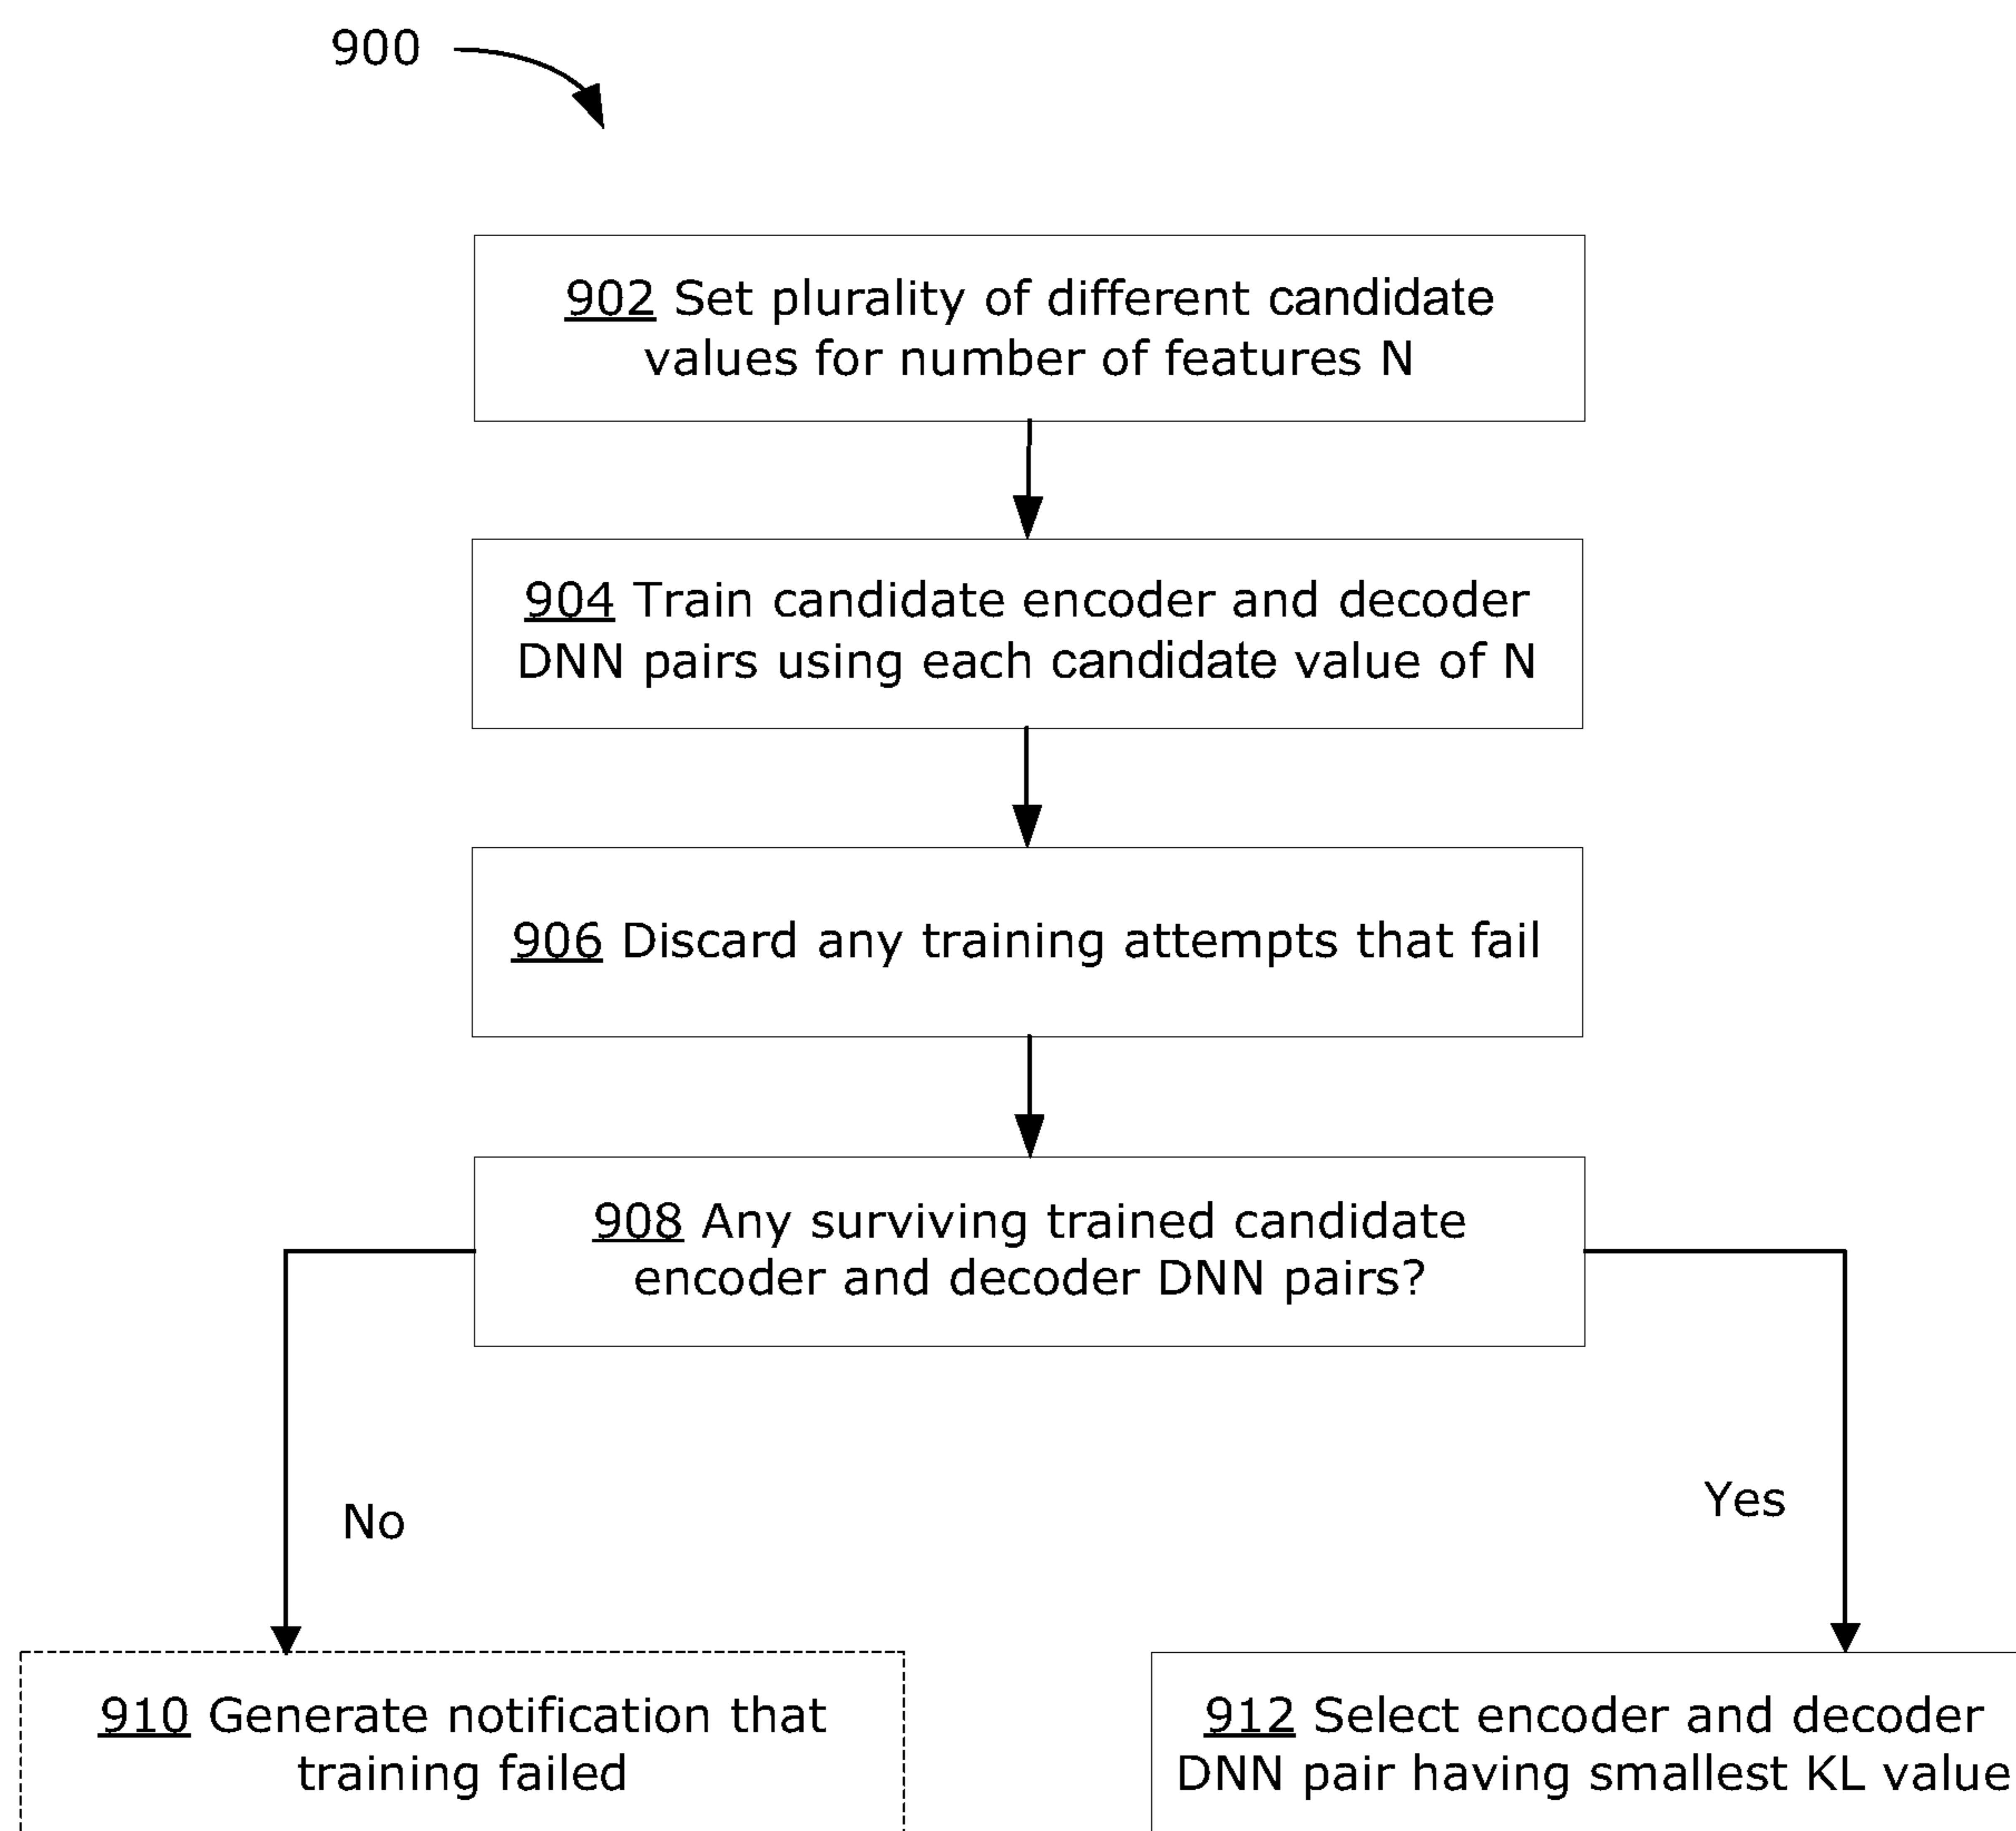 900
902 Set plurality of different candidate
values for number of features N
904 Train candidate encoder and decoder
DNN pairs using each candidate value of N
906 Discard any training attempts that fail
908 Any surviving trained candidate
encoder and decoder DNN pairs?
No
Yes
910 Generate notification that
training failed
912 Select encoder and decoder
DNN pair having smallest KL value